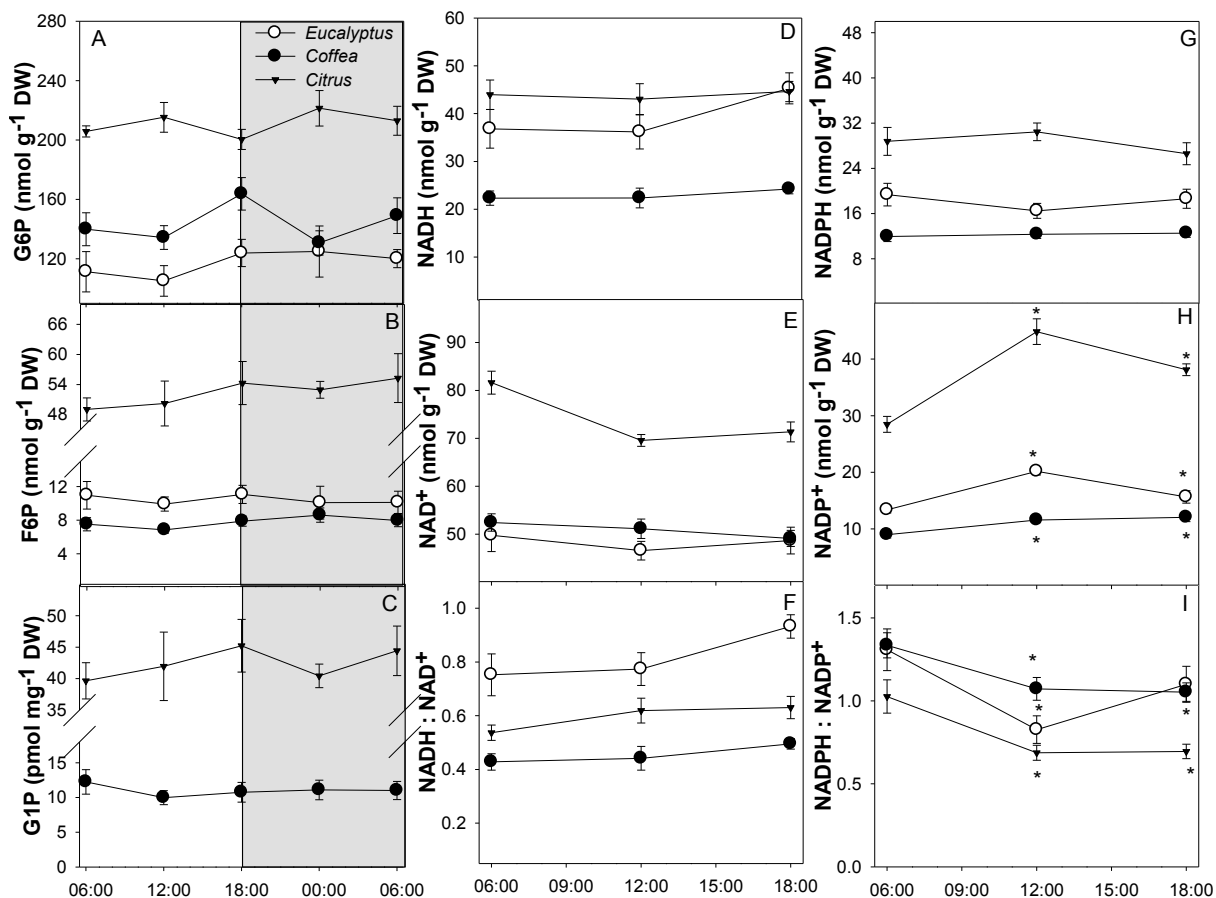 A
Eucalyptus
Coffea
Citrus
G6P (nmol g⁻¹ DW)
280
240
200
160
120
B
F6P (nmol g⁻¹ DW)
66
60
54
48
12
8
4
C
G1P (pmol mg⁻¹ DW)
50
45
40
35
15
10
5
0
06:00 12:00 18:00 00:00 06:00
D
NADH (nmol g⁻¹ DW)
60
50
40
30
20
10
E
NAD⁺ (nmol g⁻¹ DW)
90
80
70
60
50
F
NADH : NAD⁺
1.0
0.8
0.6
0.4
0.2
06:00 09:00 12:00 15:00 18:00
G
NADPH (nmol g⁻¹ DW)
48
40
32
24
16
8
H
NADP⁺ (nmol g⁻¹ DW)
40
30
20
10
*
*
*
*
*
*
I
NADPH : NADP⁺
1.5
1.0
0.5
0.0
*
*
*
*
*
06:00 09:00 12:00 15:00 18:00